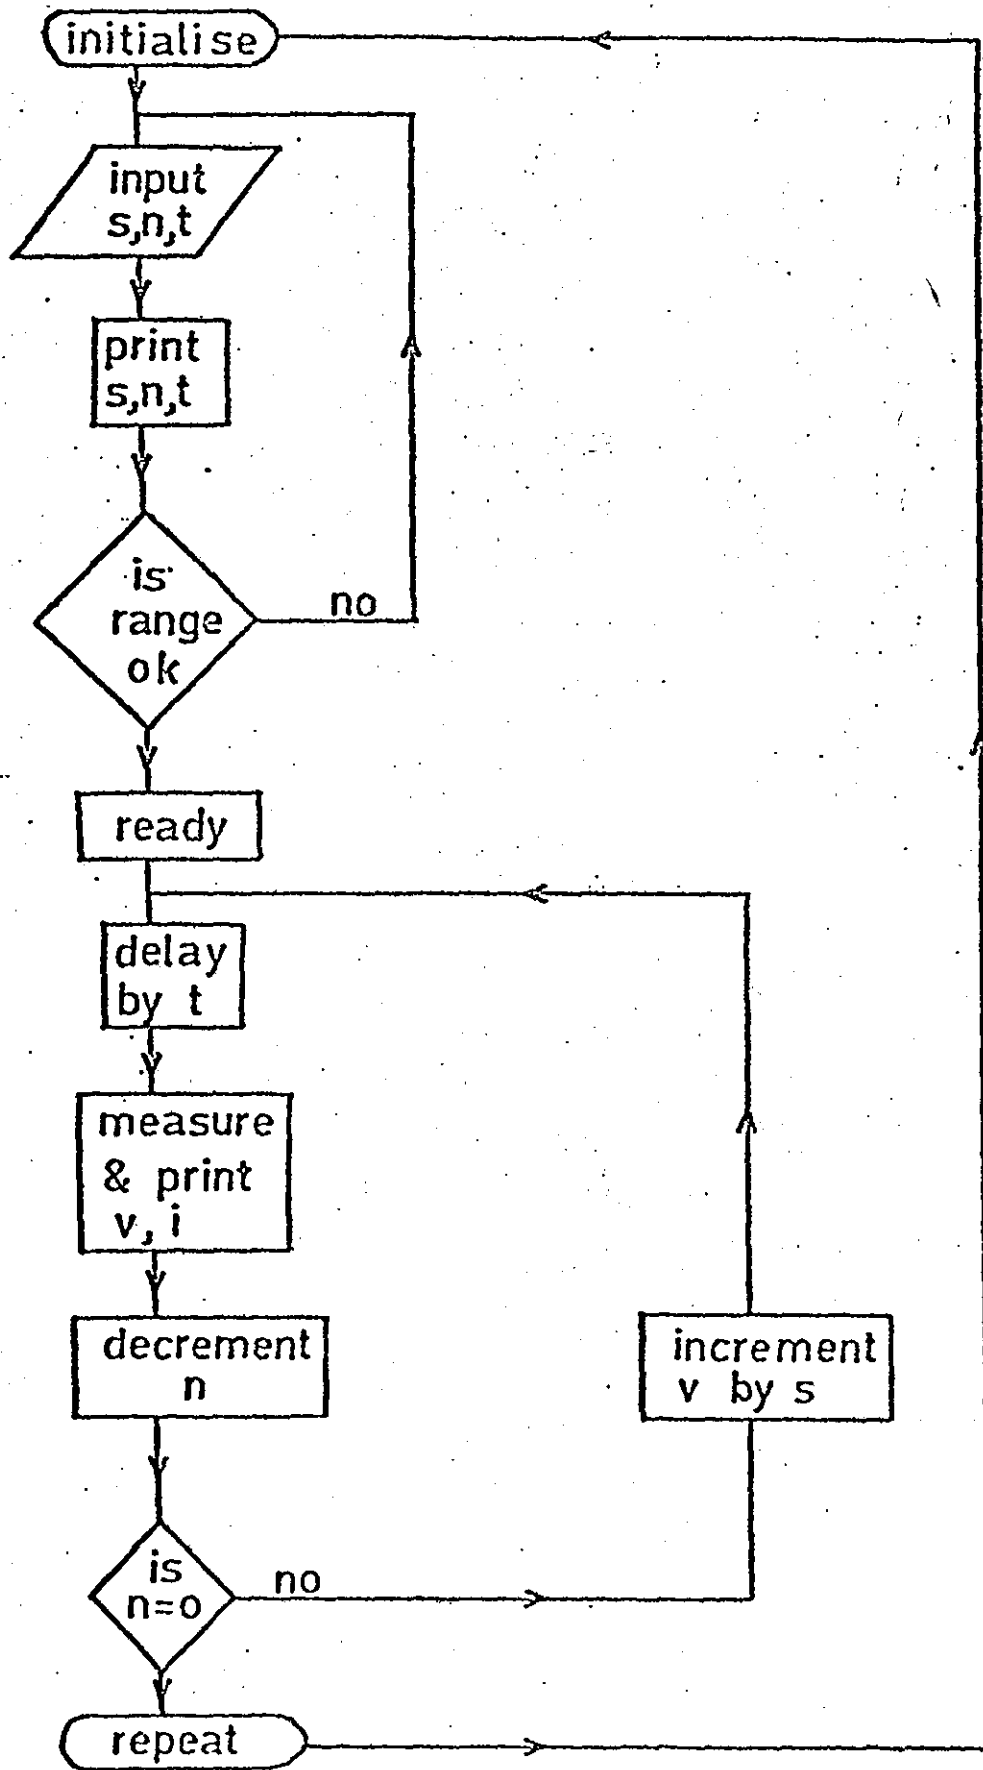 initialise
input
s,n,t
print
s,n,t
is
range
ok
no
ready
delay
by t
measure
& print
v, i
decrement
n
increment
v by s
is
n=o
no
repeat